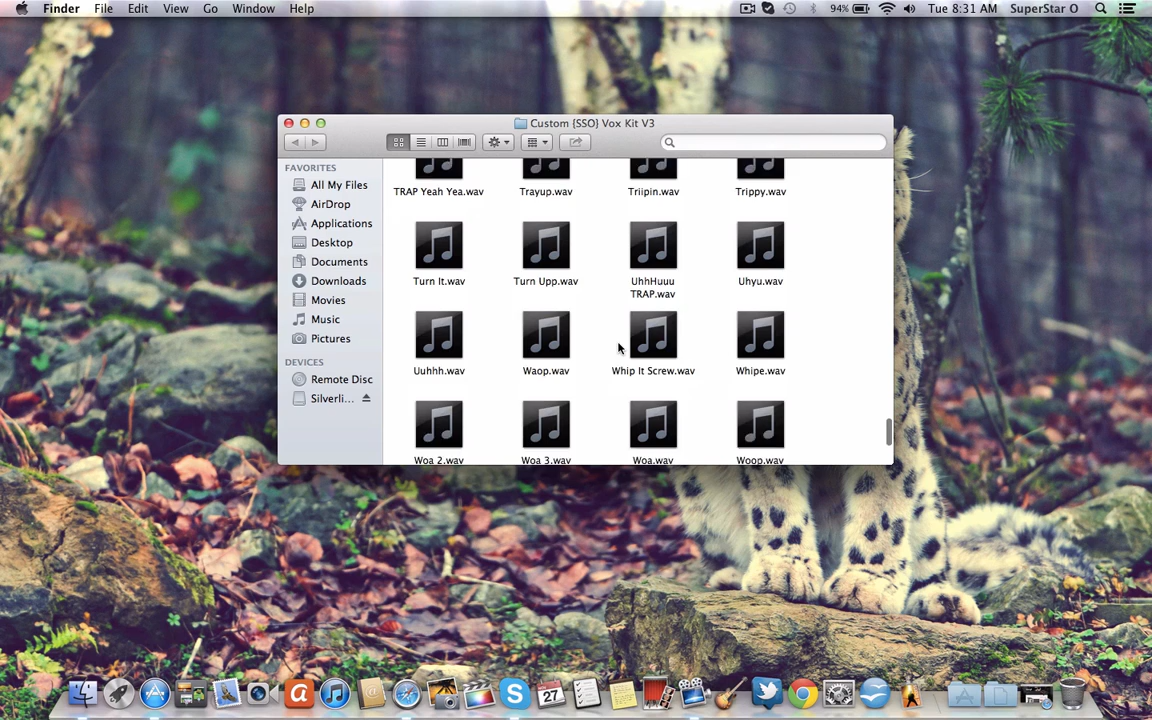 Finder File Edit View Go Window Help 94% Tue 8:31 AM SuperStar O
Custom {SSO} Vox Kit V3
FAVORITES
All My Files
AirDrop
Applications
Desktop
Documents
Downloads
Movies
Music
Pictures
DEVICES
Remote Disc
Silverli...
TRAP Yeah Yea.wav Trayup.wav Triipin.wav Trippy.wav
Turn It.wav Turn Upp.wav UhhHuuu Uhyu.wav
TRAP.wav
Uuhhh.wav Waop.wav Whip It Screw.wav Whipe.wav
Woa 2.wav Woa 3.wav Woa.wav Woop.wav
27